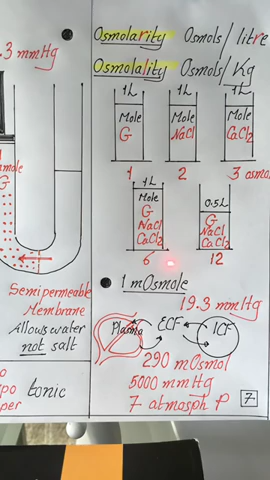 .3 mmHg
mole
G
Semipermeable
Membrane
Allows water
not salt
tonic
Osmolarity Osmols/litre
Osmolality Osmols/Kg
1L 1L 1L
Mole Mole Mole
G NaCl CaCl2
1 2 3 osm
1L 0.5L
Mole
G G
NaCl NaCl
CaCl2 CaCl2
6 12
1 mOsmole
19.3 mmHg
Plasma ECF ICF
290 mOsmol
5000 mmHg
7 atmosph P
7